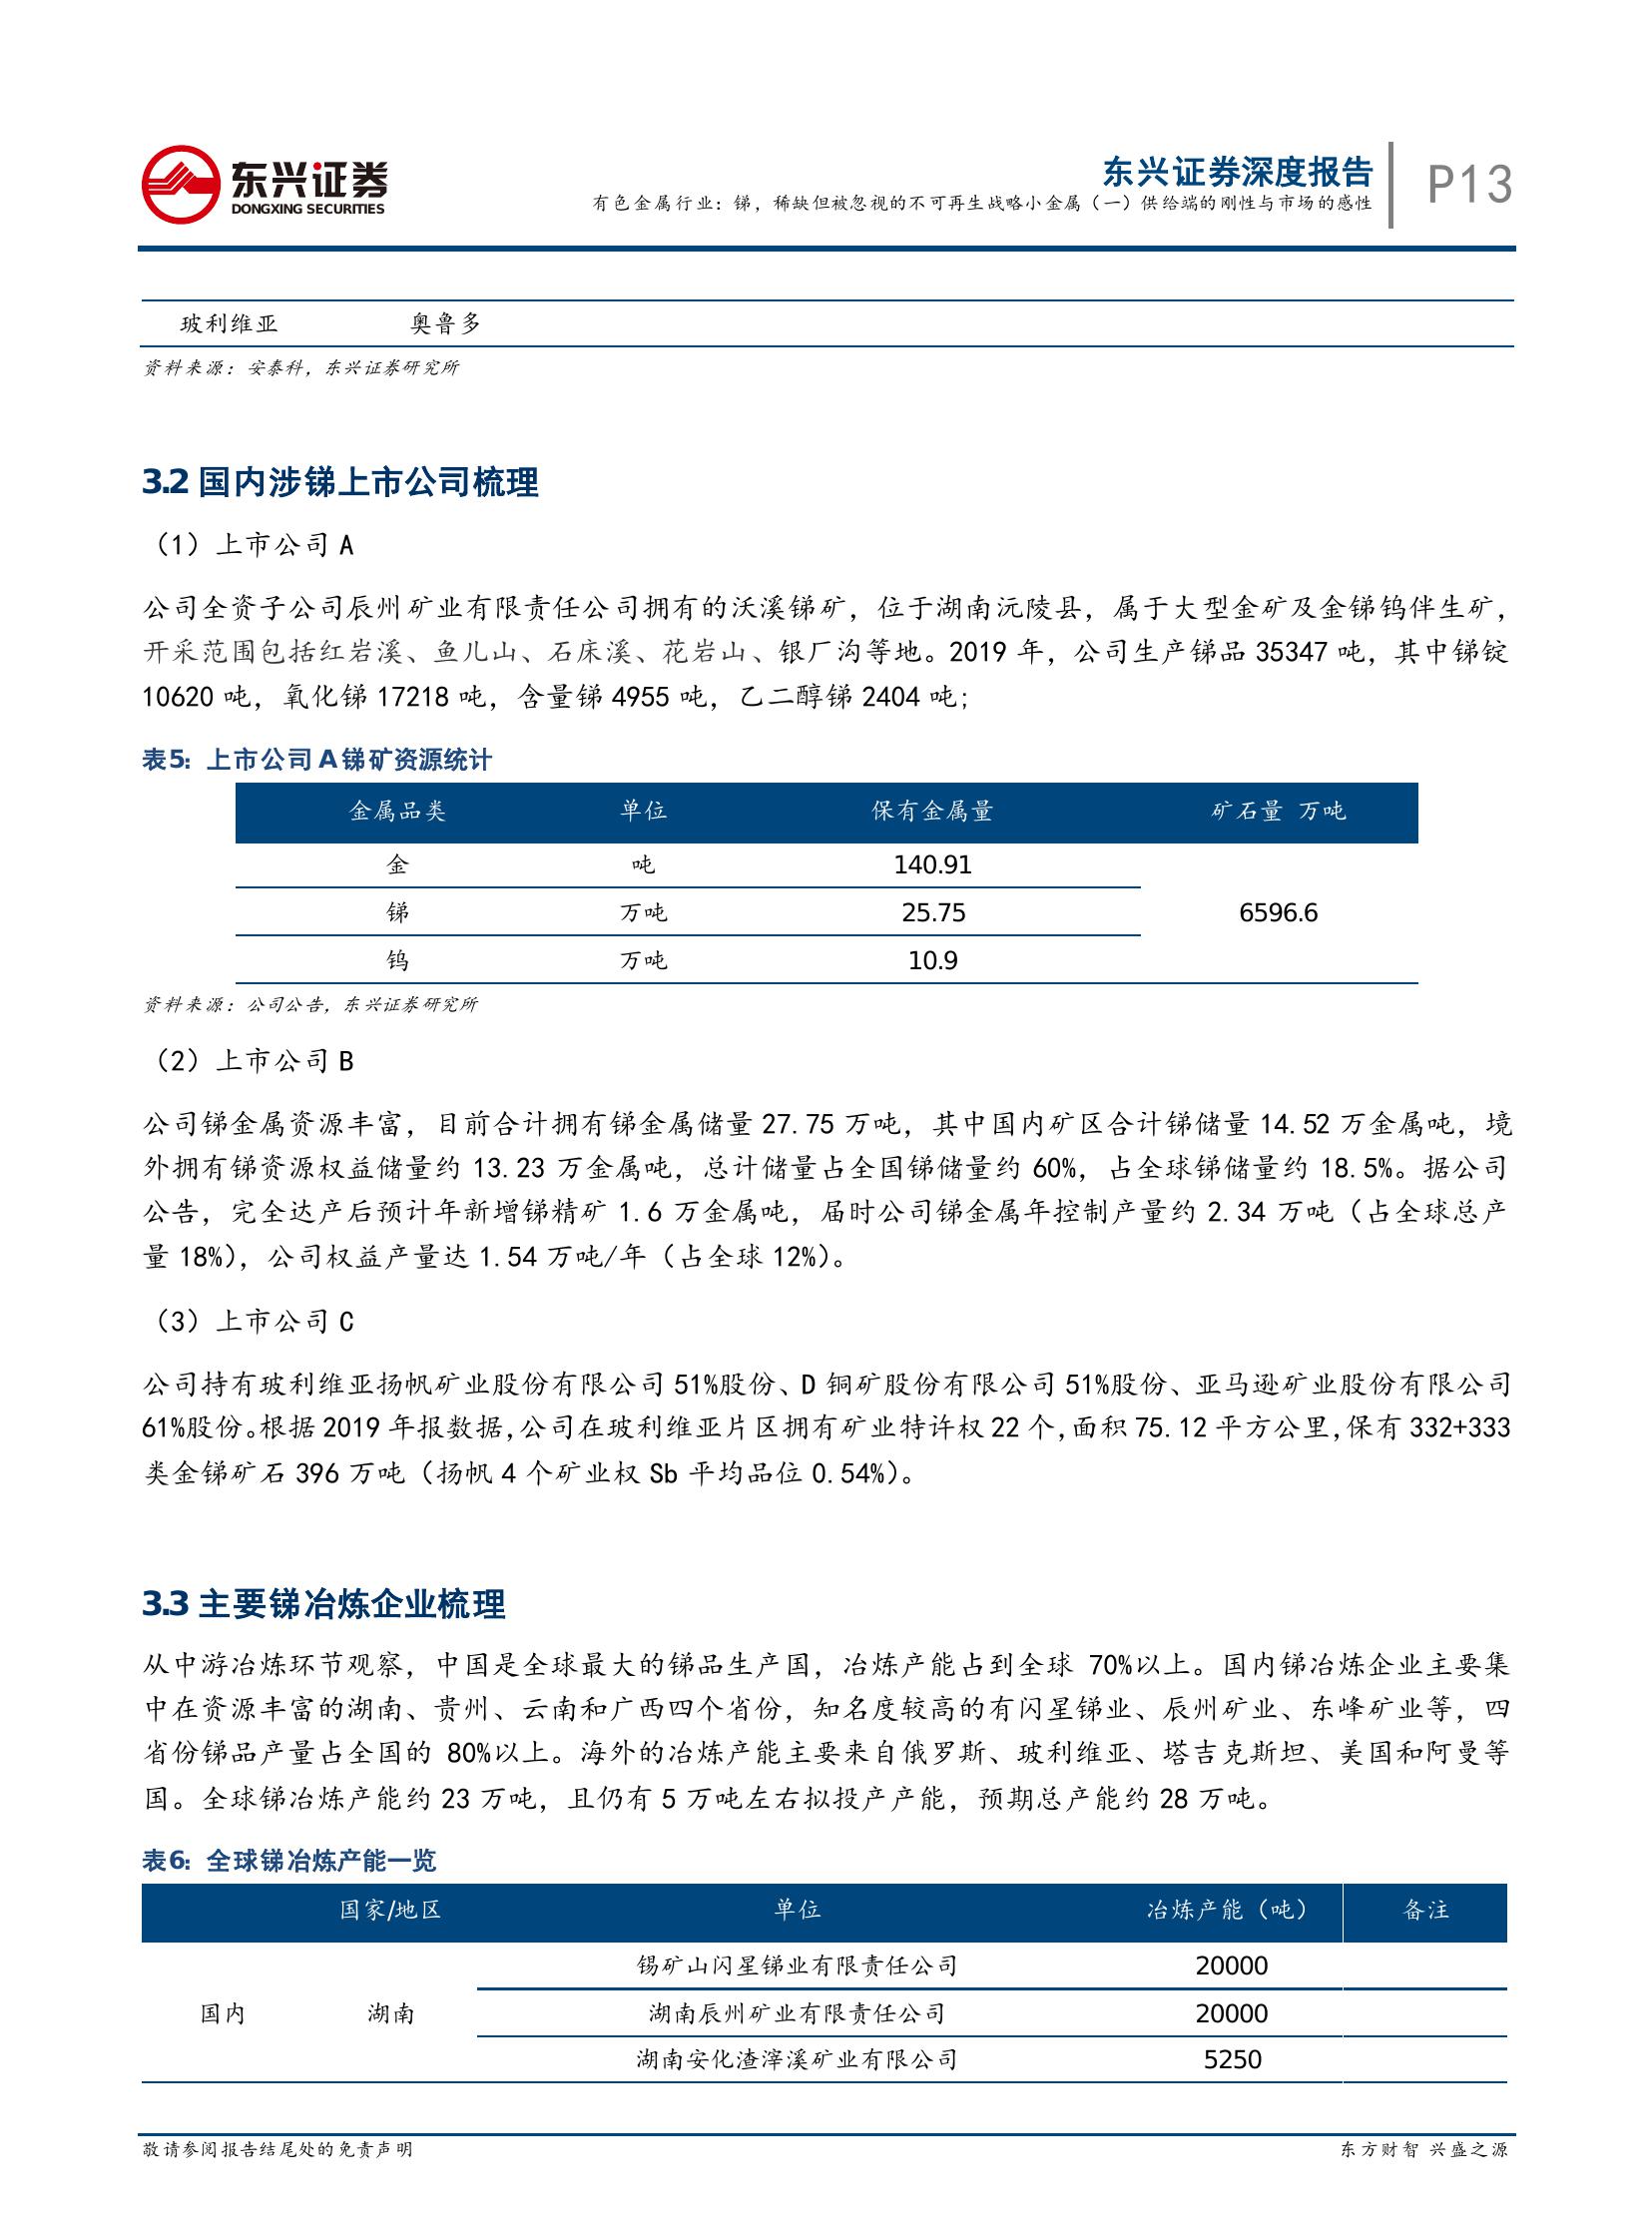 东兴证券
DONGXING SECURITIES
东兴证券深度报告
有色金属行业：锑，稀缺但被忽视的不可再生战略小金属（一）供给端的刚性与市场的感性
P13
玻利维亚 奥鲁多
资料来源：安泰科，东兴证券研究所
3.2 国内涉锑上市公司梳理
（1）上市公司 A
公司全资子公司辰州矿业有限责任公司拥有的沃溪锑矿，位于湖南沅陵县，属于大型金矿及金锑钨伴生矿，
开采范围包括红岩溪、鱼儿山、石床溪、花岩山、银厂沟等地。2019 年，公司生产锑品 35347 吨，其中锑锭
10620 吨，氧化锑 17218 吨，含量锑 4955 吨，乙二醇锑 2404 吨;
表5：上市公司 A 锑矿资源统计
金属品类 单位 保有金属量 矿石量 万吨
金 吨 140.91
锑 万吨 25.75 6596.6
钨 万吨 10.9
资料来源：公司公告，东兴证券研究所
（2）上市公司 B
公司锑金属资源丰富，目前合计拥有锑金属储量 27.75 万吨，其中国内矿区合计锑储量 14.52 万金属吨，境
外拥有锑资源权益储量约 13.23 万金属吨，总计储量占全国锑储量约 60%，占全球锑储量约 18.5%。据公司
公告，完全达产后预计年新增锑精矿 1.6 万金属吨，届时公司锑金属年控制产量约 2.34 万吨（占全球总产
量 18%），公司权益产量达 1.54 万吨/年（占全球 12%）。
（3）上市公司 C
公司持有玻利维亚扬帆矿业股份有限公司 51%股份、D 铜矿股份有限公司 51%股份、亚马逊矿业股份有限公司
61%股份。根据 2019 年报数据，公司在玻利维亚片区拥有矿业特许权 22 个，面积 75.12 平方公里，保有 332+333
类金锑矿石 396 万吨（扬帆 4 个矿业权 Sb 平均品位 0.54%）。
3.3 主要锑冶炼企业梳理
从中游冶炼环节观察，中国是全球最大的锑品生产国，冶炼产能占到全球 70%以上。国内锑冶炼企业主要集
中在资源丰富的湖南、贵州、云南和广西四个省份，知名度较高的有闪星锑业、辰州矿业、东峰矿业等，四
省份锑品产量占全国的 80%以上。海外的冶炼产能主要来自俄罗斯、玻利维亚、塔吉克斯坦、美国和阿曼等
国。全球锑冶炼产能约 23 万吨，且仍有 5 万吨左右拟投产产能，预期总产能约 28 万吨。
表6：全球锑冶炼产能一览
国家/地区 单位 冶炼产能（吨） 备注
锡矿山闪星锑业有限责任公司 20000
国内 湖南 湖南辰州矿业有限责任公司 20000
湖南安化渣滓溪矿业有限公司 5250
敬请参阅报告结尾处的免责声明
东方财智 兴盛之源